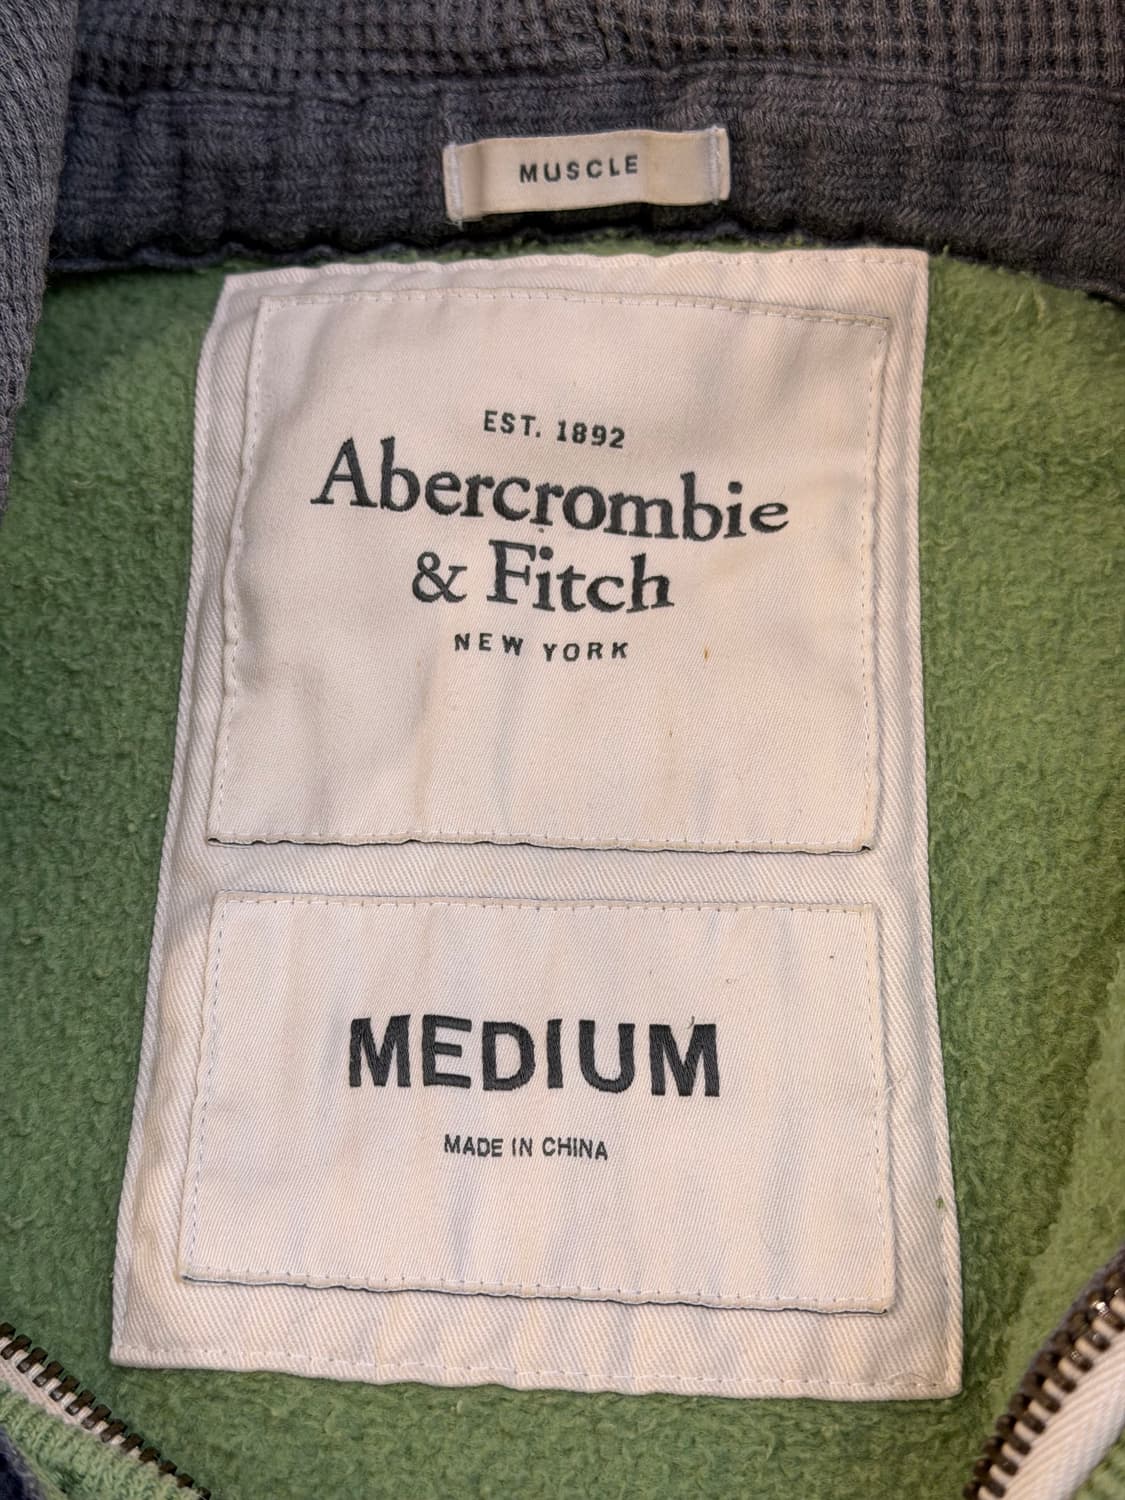 MUSCLE
EST. 1892
Abercrombie
& Fitch
NEW YORK
MEDIUM
MADE IN CHINA